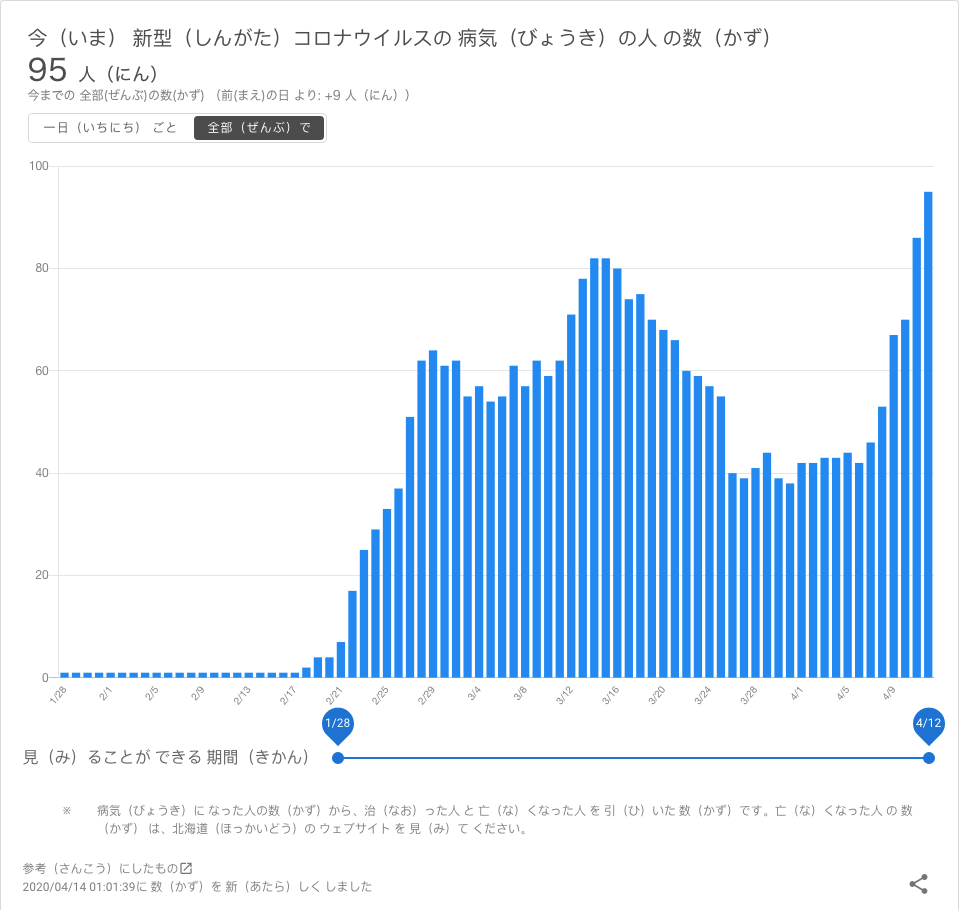 今（いま） 新型（しんがた）コロナウイルスの 病気（びょうき）の人 の数（かず）
95 人（にん）
今までの 全部(ぜんぶ)の数(かず) （前(まえ)の日 より: +9 人（にん））
一日（いちにち） ごと 全部（ぜんぶ）で
100
80
60
40
20
0
1/28 2/1 2/5 2/9 2/13 2/17 2/21 2/25 2/29 3/4 3/8 3/12 3/16 3/20 3/24 3/28 4/1 4/5 4/9
1/28 4/12
見（み）ることが できる 期間（きかん）
※ 病気（びょうき）に なった人の数（かず）から、治（なお）った人 と 亡（な）くなった人 を 引（ひ）いた 数（かず）です。亡（な）くなった人 の 数
（かず） は、北海道（ほっかいどう）の ウェブサイト を 見（み）て ください。
参考（さんこう）にしたもの
2020/04/14 01:01:39に 数（かず）を 新（あたら）しく しました